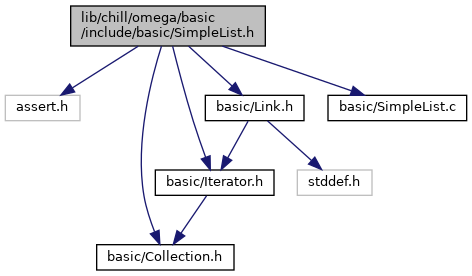 lib/chill/omega/basic
/include/basic/SimpleList.h
assert.h
basic/Link.h
basic/SimpleList.c
basic/Iterator.h
stddef.h
basic/Collection.h